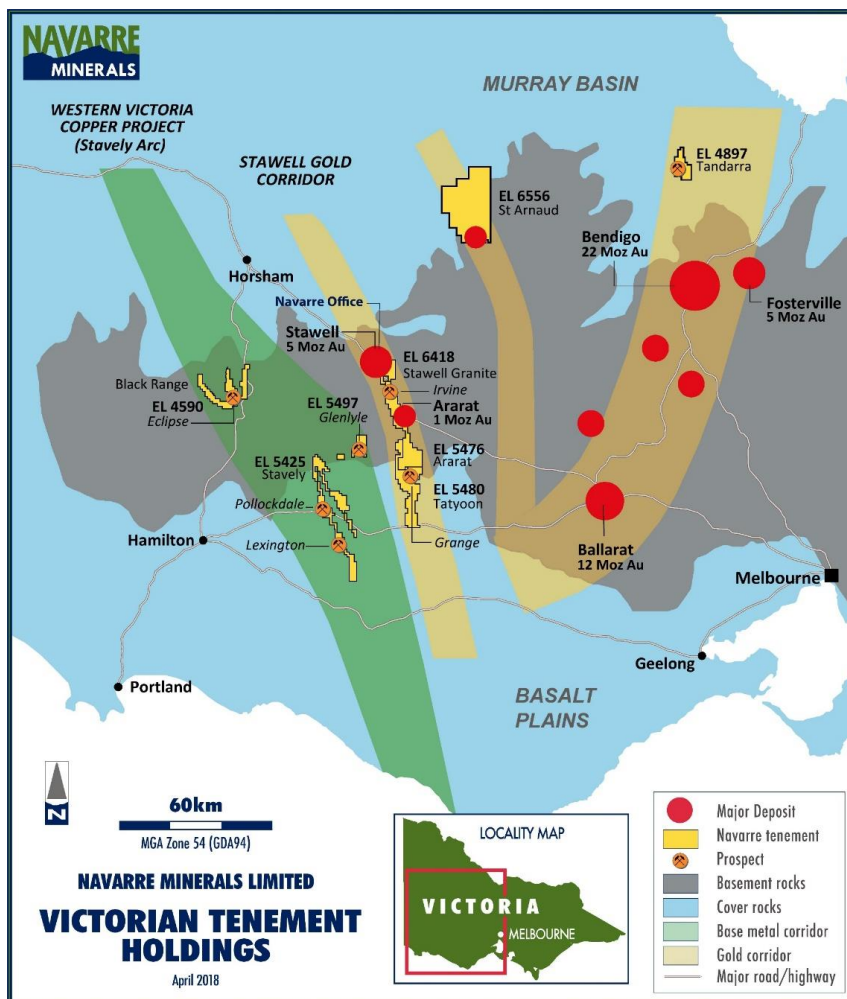 NAVARRE
MINERALS
MURRAY BASIN
WESTERN VICTORIA
COPPER PROJECT
(Stavely Arc)
STAWELL GOLD
CORRIDOR
EL 4897
Tandarra
EL 6556
St Arnaud
Bendigo
22 Moz Au
Horsham
Fosterville
5 Moz Au
Navarre Office
Stawell
5 Moz Au
EL 6418
Stawell Granite
Irvine
Black Range
EL 4590
Eclipse
EL 5497
Glenlyle
Ararat
1 Moz Au
EL 5476
Ararat
EL 5425
Stavely
EL 5480
Tatyoon
Pollockdale
Hamilton
Lexington
Grange
Ballarat
12 Moz Au
Melbourne
Geelong
Portland
BASALT
PLAINS
N
60km
MGA Zone 54 (GDA94)
NAVARRE MINERALS LIMITED
VICTORIAN TENEMENT
HOLDINGS
April 2018
LOCALITY MAP
VICTORIA
MELBOURNE
Major Deposit
Navarre tenement
Prospect
Basement rocks
Cover rocks
Base metal corridor
Gold corridor
Major road/highway